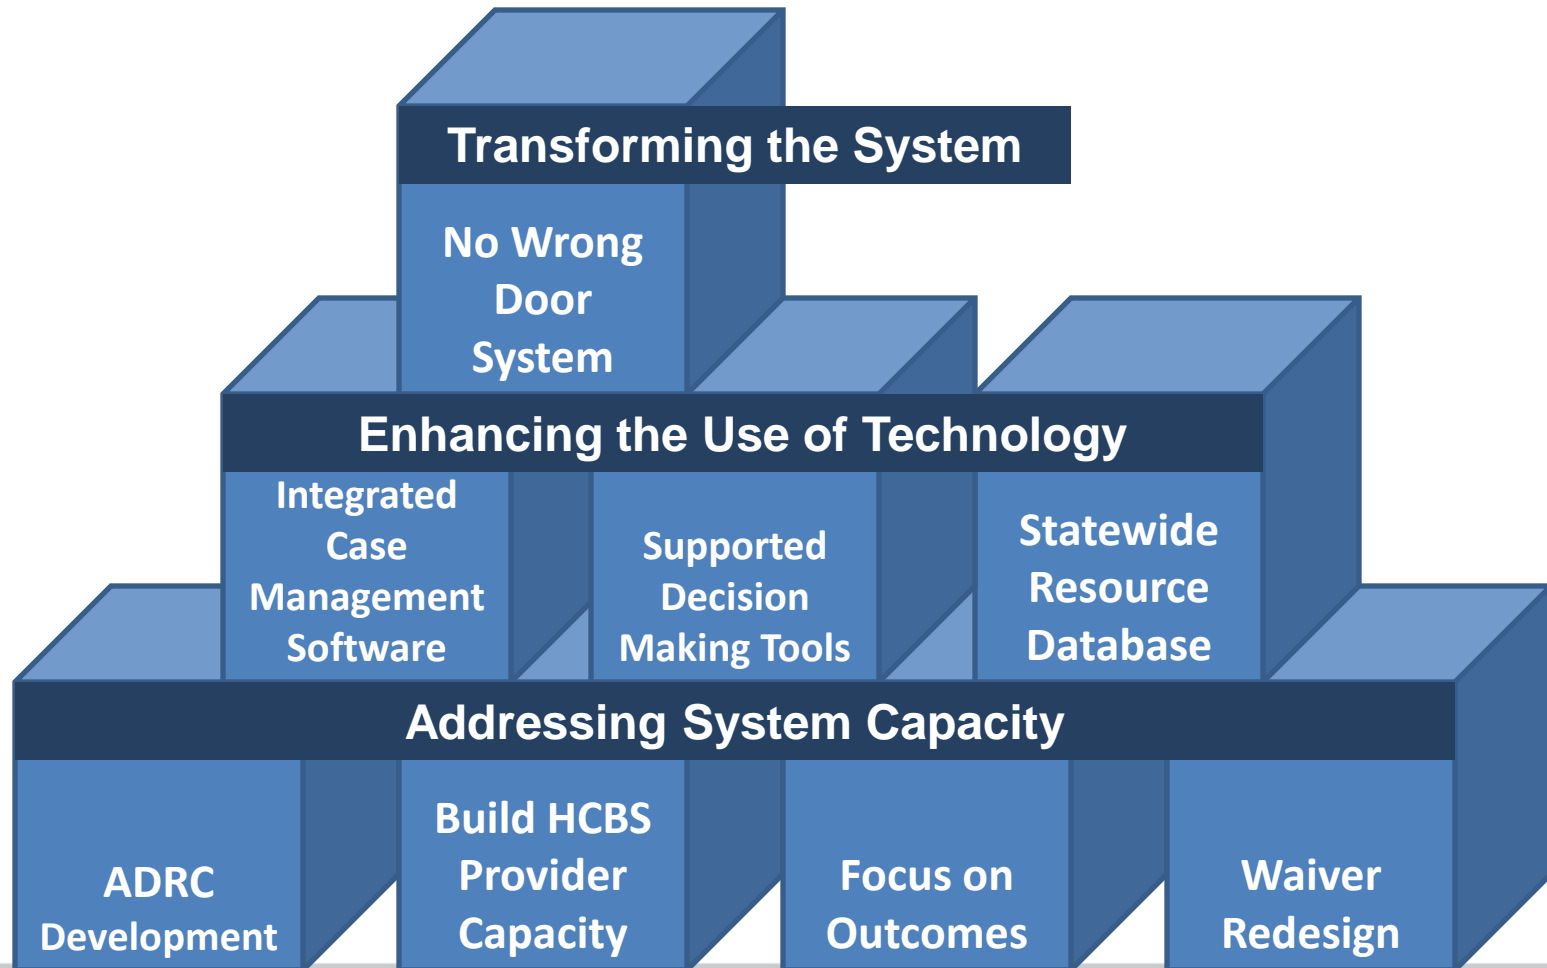 Transforming the System
No Wrong
Door
System
Enhancing the Use of Technology
Integrated
Case
Management
Software
Supported
Decision
Making Tools
Statewide
Resource
Database
Addressing System Capacity
ADRC
Development
Build HCBS
Provider
Capacity
Focus on
Outcomes
Waiver
Redesign